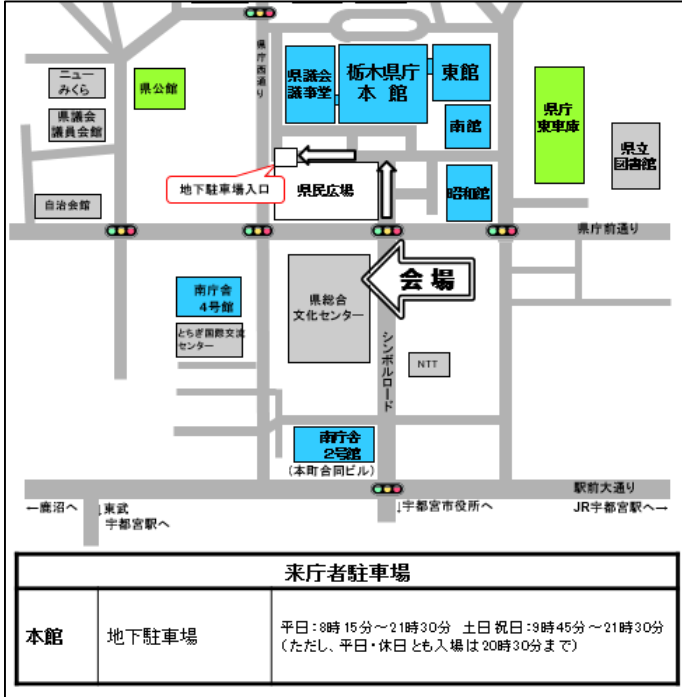 ニュー
みくら
県議会
議員会館
自治会館
県公館
県庁西通り
県議会
議事堂
栃木県庁
本館
東館
南館
昭和館
県庁
東車庫
県立
図書館
地下駐車場入口
県民広場
県庁前通り
南庁舎
4号館
とちぎ国際交流
センター
県総合
文化センター
会場
シンボルロード
NTT
南庁舎
2号館
(本町合同ビル)
駅前大通り
←鹿沼へ
↓東武
宇都宮駅へ
↓宇都宮市役所へ
JR宇都宮駅へ→
来庁者駐車場
本館
地下駐車場
平日:8時15分~21時30分 土日祝日:9時45分~21時30分
(ただし、平日・休日とも入場は20時30分まで)